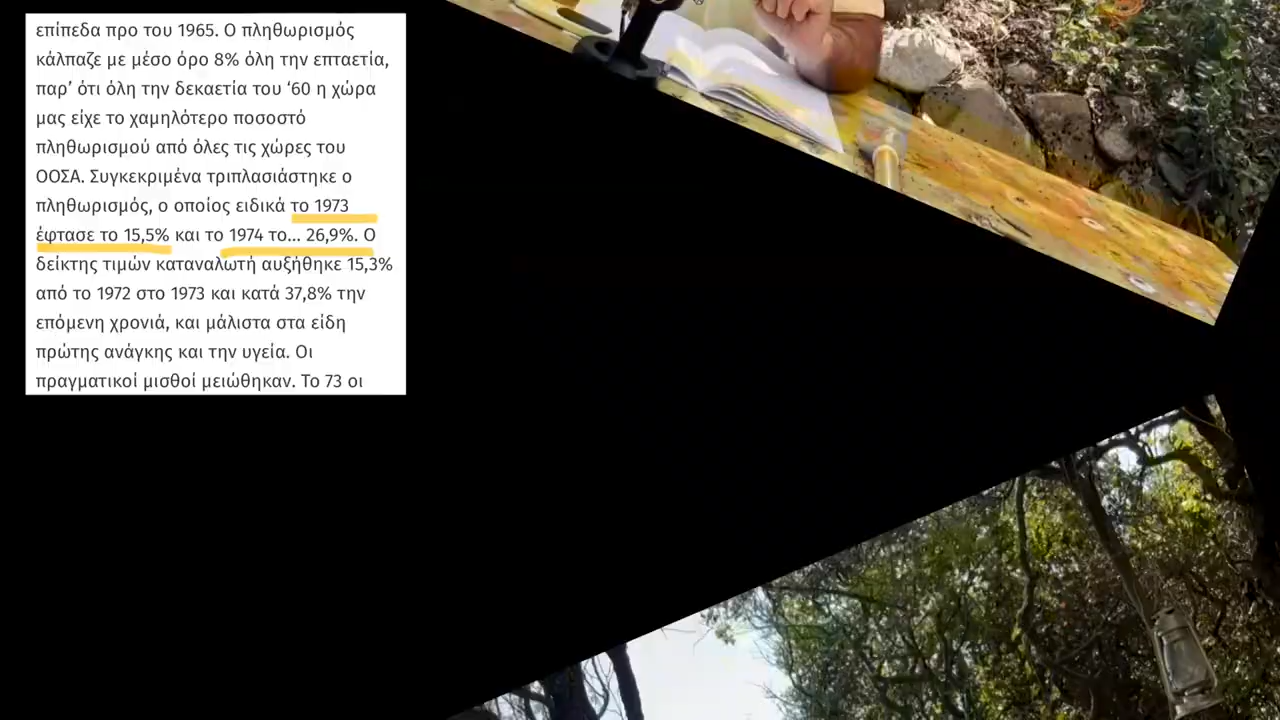 επίπεδα προ του 1965. Ο πληθωρισμός
κάλπαζε με μέσο όρο 8% όλη την επταετία,
παρ’ ότι όλη την δεκαετία του ‘60 η χώρα
μας είχε το χαμηλότερο ποσοστό
πληθωρισμού από όλες τις χώρες του
ΟΟΣΑ. Συγκεκριμένα τριπλασιάστηκε ο
πληθωρισμός, ο οποίος ειδικά το 1973
έφτασε το 15,5% και το 1974 το... 26,9%. Ο
δείκτης τιμών καταναλωτή αυξήθηκε 15,3%
από το 1972 στο 1973 και κατά 37,8% την
επόμενη χρονιά, και μάλιστα στα είδη
πρώτης ανάγκης και την υγεία. Οι
πραγματικοί μισθοί μειώθηκαν. Το 73 οι